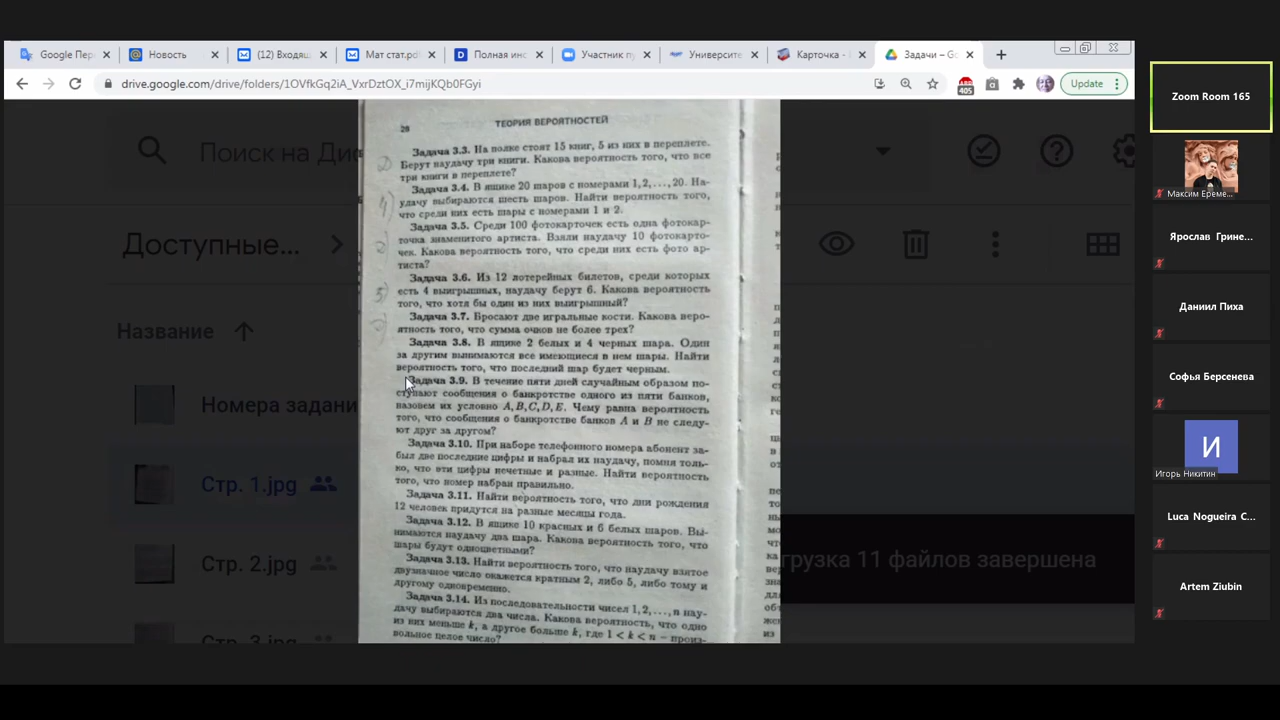 Google Пер
Новость
(12) Входящ
Мат стат.pdf
Полная инс
Участник пу
Университе
Карточка -
Задачи – Go
drive.google.com/drive/folders/1OVfkGq2iA_VxrDztOX_i7mijKQb0FGyi
405
Update
Поиск на Дис
Доступные...
Название
Номера задани
Стр. 1.jpg
Стр. 2.jpg
Стр. 3.jpg
грузка 11 файлов завершена
28
ТЕОРИЯ ВЕРОЯТНОСТЕЙ
Задача 3.3. На полке стоят 15 книг, 5 из них в переплете.
Берут наудачу три книги. Какова вероятность того, что все
три книги в переплете?
Задача 3.4. В ящике 20 шаров с номерами 1,2,...,20. На-
удачу выбираются шесть шаров. Найти вероятность того,
что среди них есть шары с номерами 1 и 2.
Задача 3.5. Среди 100 фотокарточек есть одна фотокар-
точка знаменитого артиста. Взяли наудачу 10 фотокарто-
чек. Какова вероятность того, что среди них есть фото ар-
тиста?
Задача 3.6. Из 12 лотерейных билетов, среди которых
есть 4 выигрышных, наудачу берут 6. Какова вероятность
того, что хотя бы один из них выигрышный?
Задача 3.7. Бросают две игральные кости. Какова веро-
ятность того, что сумма очков не более трех?
Задача 3.8. В ящике 2 белых и 4 черных шара. Один
за другим вынимаются все имеющиеся в нем шары. Найти
вероятность того, что последний шар будет черным.
Задача 3.9. В течение пяти дней случайным образом по-
ступают сообщения о банкротстве одного из пяти банков,
назовем их условно A,B,C,D,E. Чему равна вероятность
того, что сообщения о банкротстве банков A и B не следу-
ют друг за другом?
Задача 3.10. При наборе телефонного номера абонент за-
был две последние цифры и набрал их наудачу, помня толь-
ко, что эти цифры нечетные и разные. Найти вероятность
того, что номер набран правильно.
Задача 3.11. Найти вероятность того, что дни рождения
12 человек придутся на разные месяцы года.
Задача 3.12. В ящике 10 красных и 6 белых шаров. Вы-
нимаются наудачу два шара. Какова вероятность того, что
шары будут одноцветными?
Задача 3.13. Найти вероятность того, что наудачу взятое
двузначное число окажется кратным 2, либо 5, либо тому и
другому одновременно.
Задача 3.14. Из последовательности чисел 1,2,...,n нау-
дачу выбираются два числа. Какова вероятность, что одно
из них меньше k, а другое больше k, где 1 < k < n – произ-
вольное целое число?
Zoom Room 165
Максим Ереме...
Ярослав Грине...
Даниил Пиха
Софья Берсенева
И
Игорь Никитин
Luca Nogueira C...
Artem Ziubin